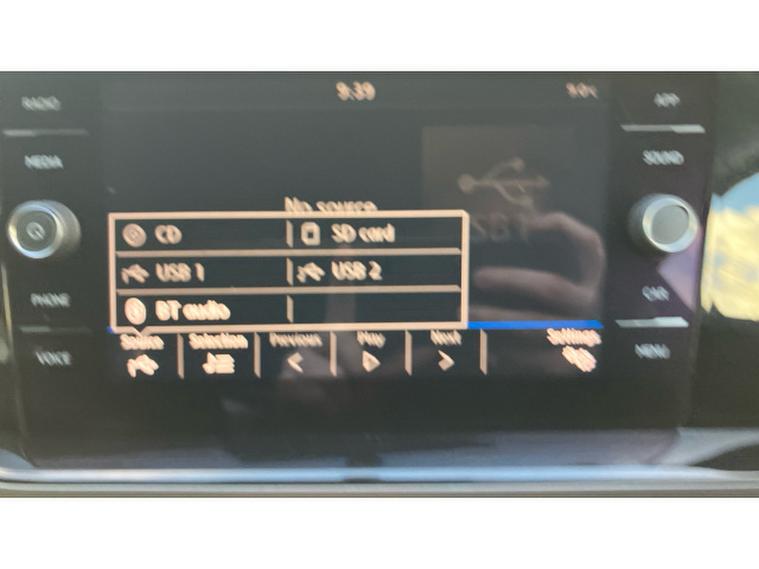 RADIO
MEDIA
PHONE
VOICE
9:39
No source
CD
SD card
USB 1
USB 2
BT audio
Source
Selection
Previous
Play
Next
Settings
APP
SOUND
CAR
MENU